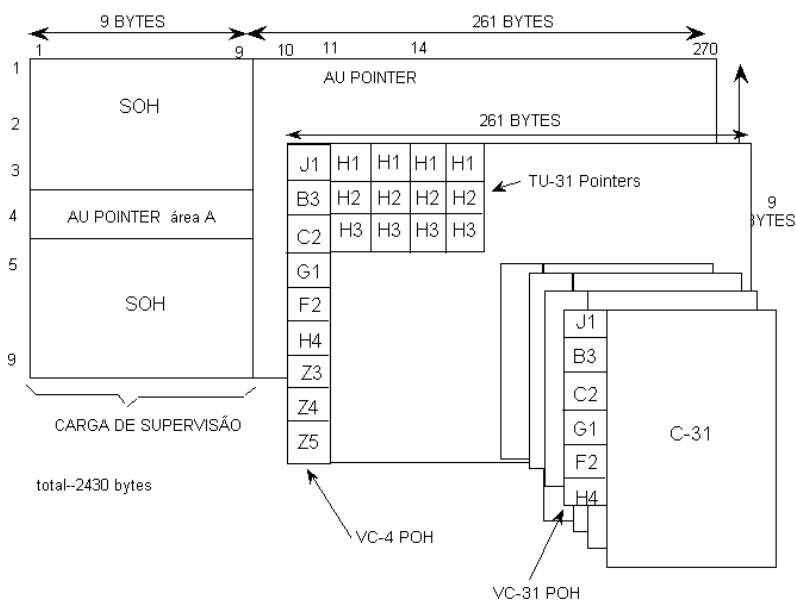 9 BYTES
261 BYTES
1
9
10
11
14
270
1
AU POINTER
SOH
2
261 BYTES
3
J1 H1 H1 H1 H1
TU-31 Pointers
B3 H2 H2 H2 H2
9
BYTES
4
AU POINTER área A
C2 H3 H3 H3 H3
5
G1
SOH
F2
H4
9
Z3
Z4
Z5
J1
B3
C2
G1
F2
H4
C-31
CARGA DE SUPERVISÃO
total--2430 bytes
VC-4 POH
VC-31 POH